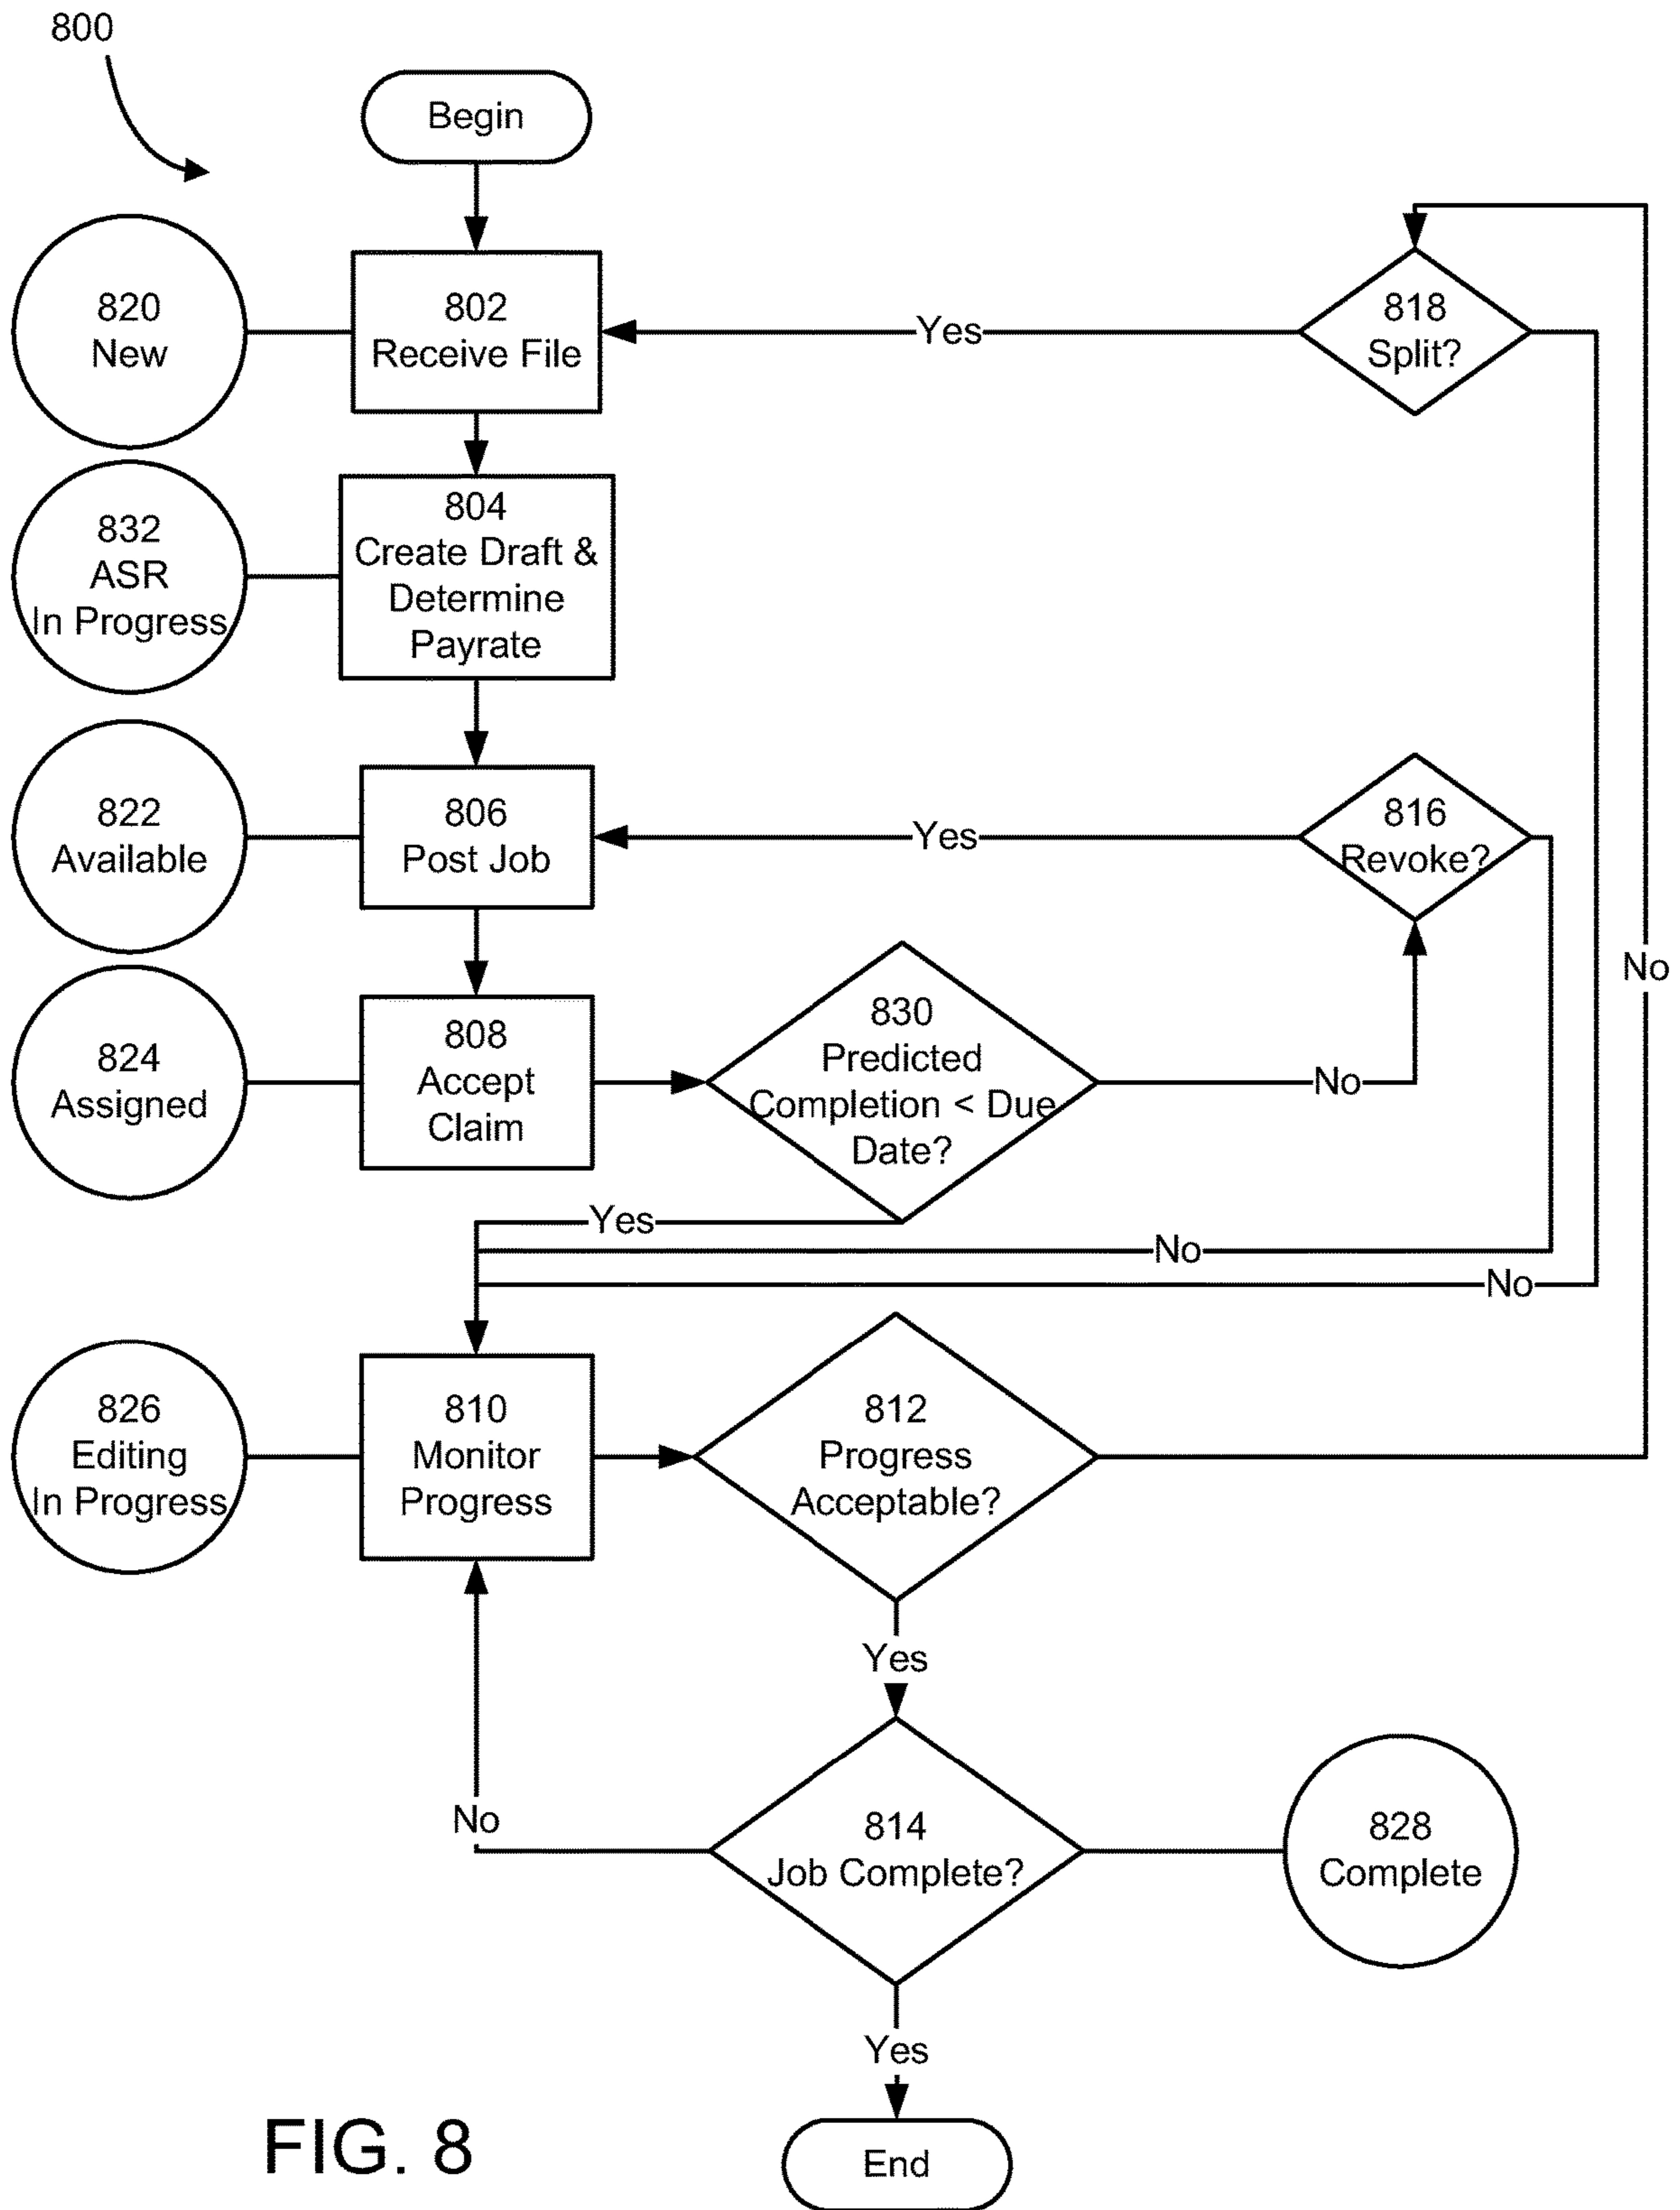 800
Begin
820
New
802
Receive File
Yes
818
Split?
832
ASR
In Progress
804
Create Draft &
Determine
Payrate
822
Available
806
Post Job
Yes
816
Revoke?
No
824
Assigned
808
Accept
Claim
830
Predicted
Completion < Due
Date?
No
Yes
No
No
826
Editing
In Progress
810
Monitor
Progress
812
Progress
Acceptable?
Yes
No
814
Job Complete?
828
Complete
Yes
End
FIG. 8